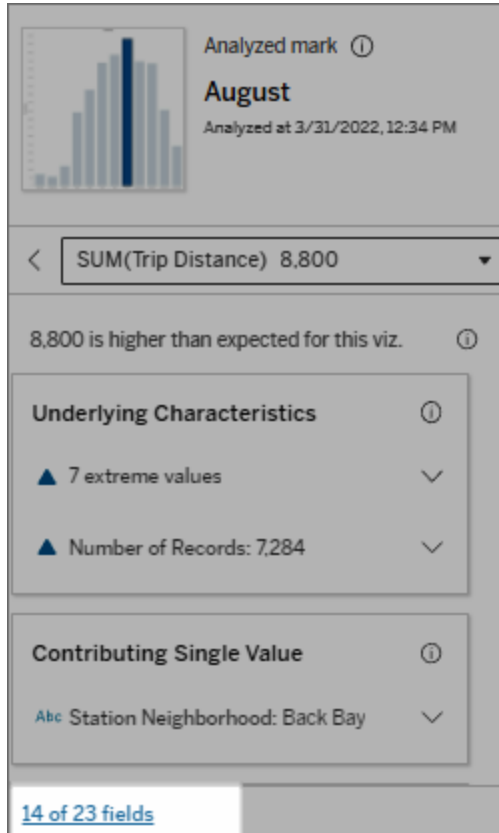 Analyzed mark
August
Analyzed at 3/31/2022, 12:34 PM
SUM(Trip Distance) 8,800
8,800 is higher than expected for this viz.
Underlying Characteristics
7 extreme values
Number of Records: 7,284
Contributing Single Value
Abc Station Neighborhood: Back Bay
14 of 23 fields